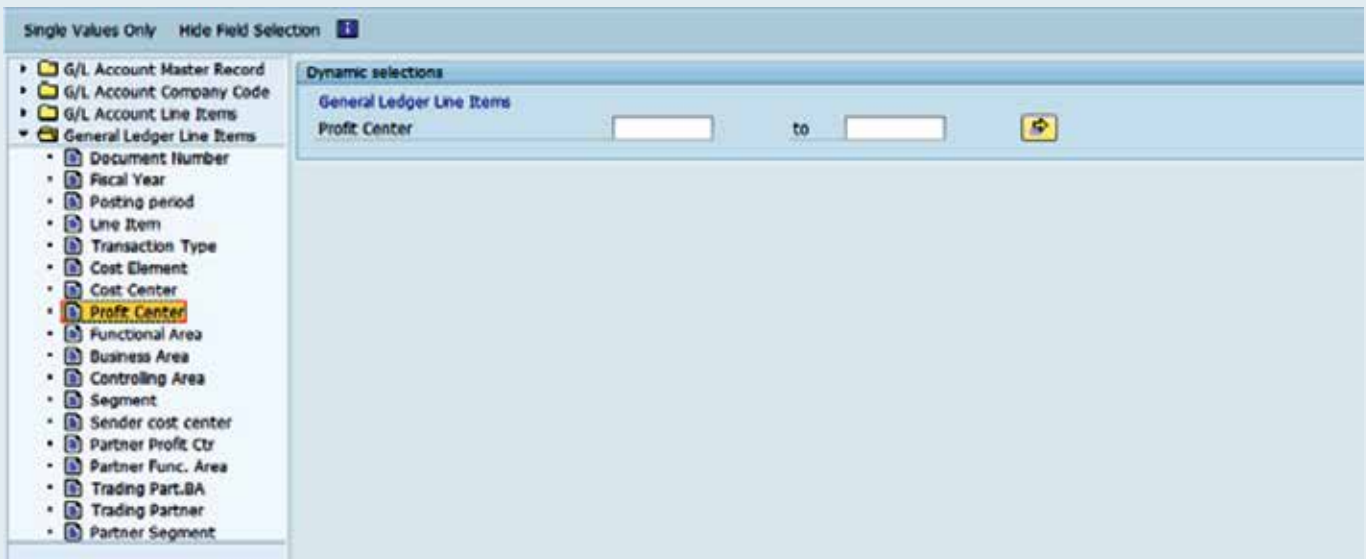 Single Values Only Hide Field Selection
G/L Account Master Record
G/L Account Company Code
G/L Account Line Items
General Ledger Line Items
Document Number
Fiscal Year
Posting period
Line Item
Transaction Type
Cost Element
Cost Center
Profit Center
Functional Area
Business Area
Controlling Area
Segment
Sender cost center
Partner Profit Ctr
Partner Func. Area
Trading Part.BA
Trading Partner
Partner Segment
Dynamic selections
General Ledger Line Items
Profit Center to